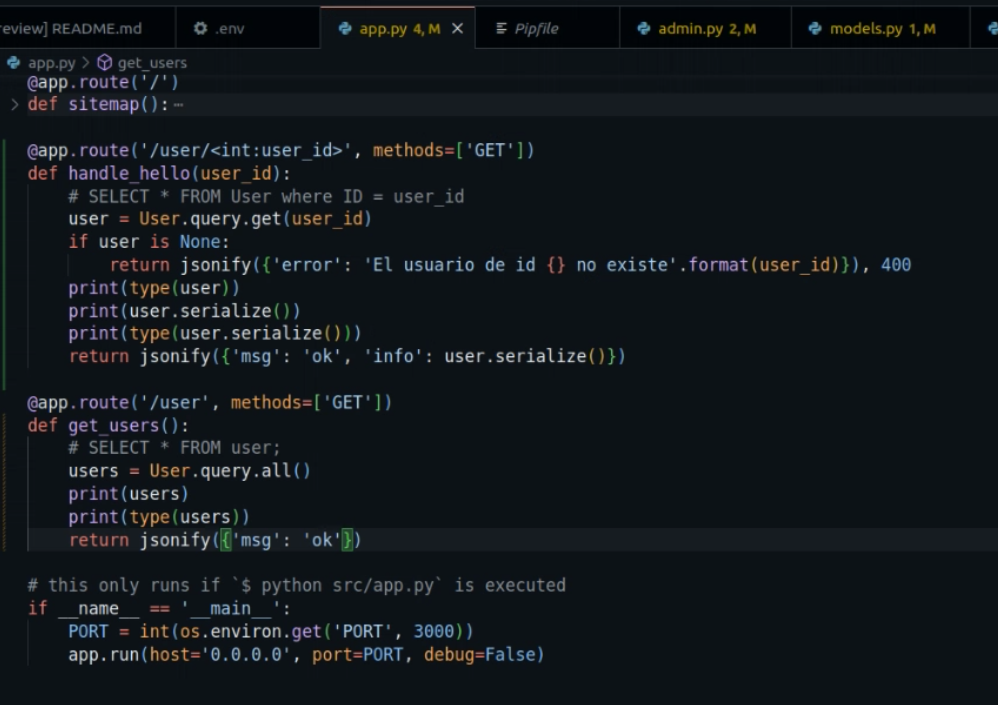 review] README.md .env app.py 4, M Pipfile admin.py 2, M models.py 1, M
app.py > get_users
@app.route('/')
def sitemap():
@app.route('/user/<int:user_id>', methods=['GET'])
def handle_hello(user_id):
# SELECT * FROM User where ID = user_id
user = User.query.get(user_id)
if user is None:
return jsonify({'error': 'El usuario de id {} no existe'.format(user_id)}), 400
print(type(user))
print(user.serialize())
print(type(user.serialize()))
return jsonify({'msg': 'ok', 'info': user.serialize()})
@app.route('/user', methods=['GET'])
def get_users():
# SELECT * FROM user;
users = User.query.all()
print(users)
print(type(users))
return jsonify({'msg': 'ok'})
# this only runs if `$ python src/app.py` is executed
if __name__ == '__main__':
PORT = int(os.environ.get('PORT', 3000))
app.run(host='0.0.0.0', port=PORT, debug=False)